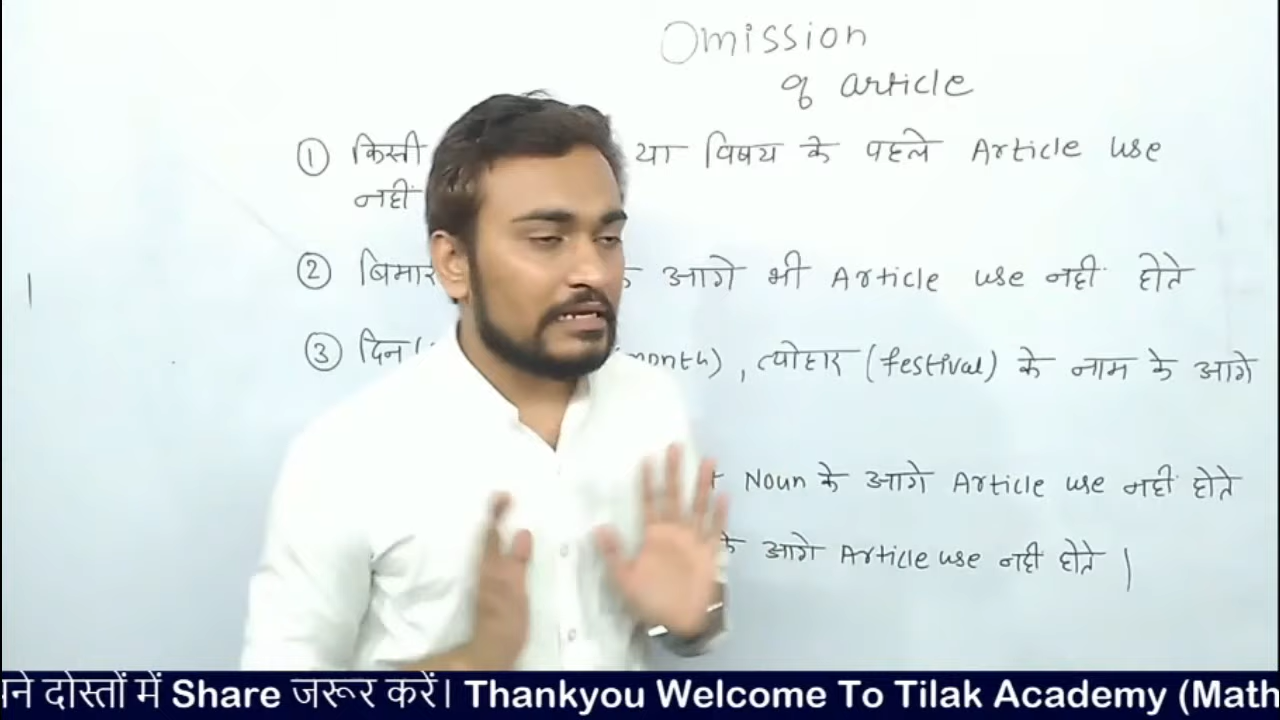 Omission
of article
① किसी या विषय के पहले Article use
नहीं
② बिमार आगे भी Article use नहीं होते
③ दिन ( month) , त्योहार (festival) के नाम के आगे
Noun के आगे Article use नहीं होते
के आगे Article use नहीं होते |
ने दोस्तों में Share जरूर करें। Thankyou Welcome To Tilak Academy (Math